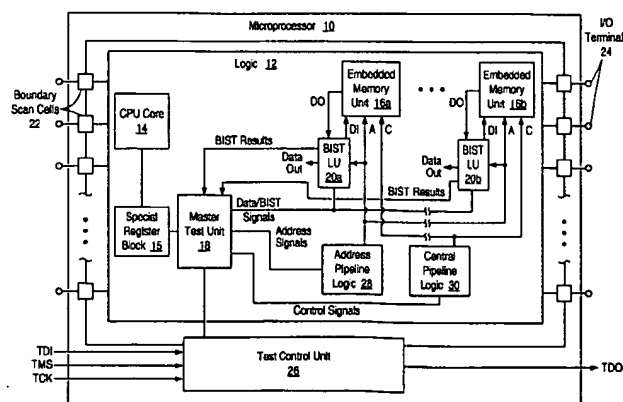 Microprocessor 10
I/O
Terminal
24
Logic 12
Boundary
Scan Cells
22
CPU Core
14
Embedded
Memory
Unit 16a
Embedded
Memory
Unit 16b
DO
DI
A
C
DO
DI
A
C
BIST Results
Data
Out
BIST
LU
20a
Data
Out
BIST
LU
20b
BIST Results
Data/BIST
Signals
Special
Register
Block 15
Master
Test Unit
18
Address
Signals
Address
Pipeline
Logic 28
Central
Pipeline
Logic 30
Control Signals
TDI
TMS
TCK
Test Control Unit
26
TDO